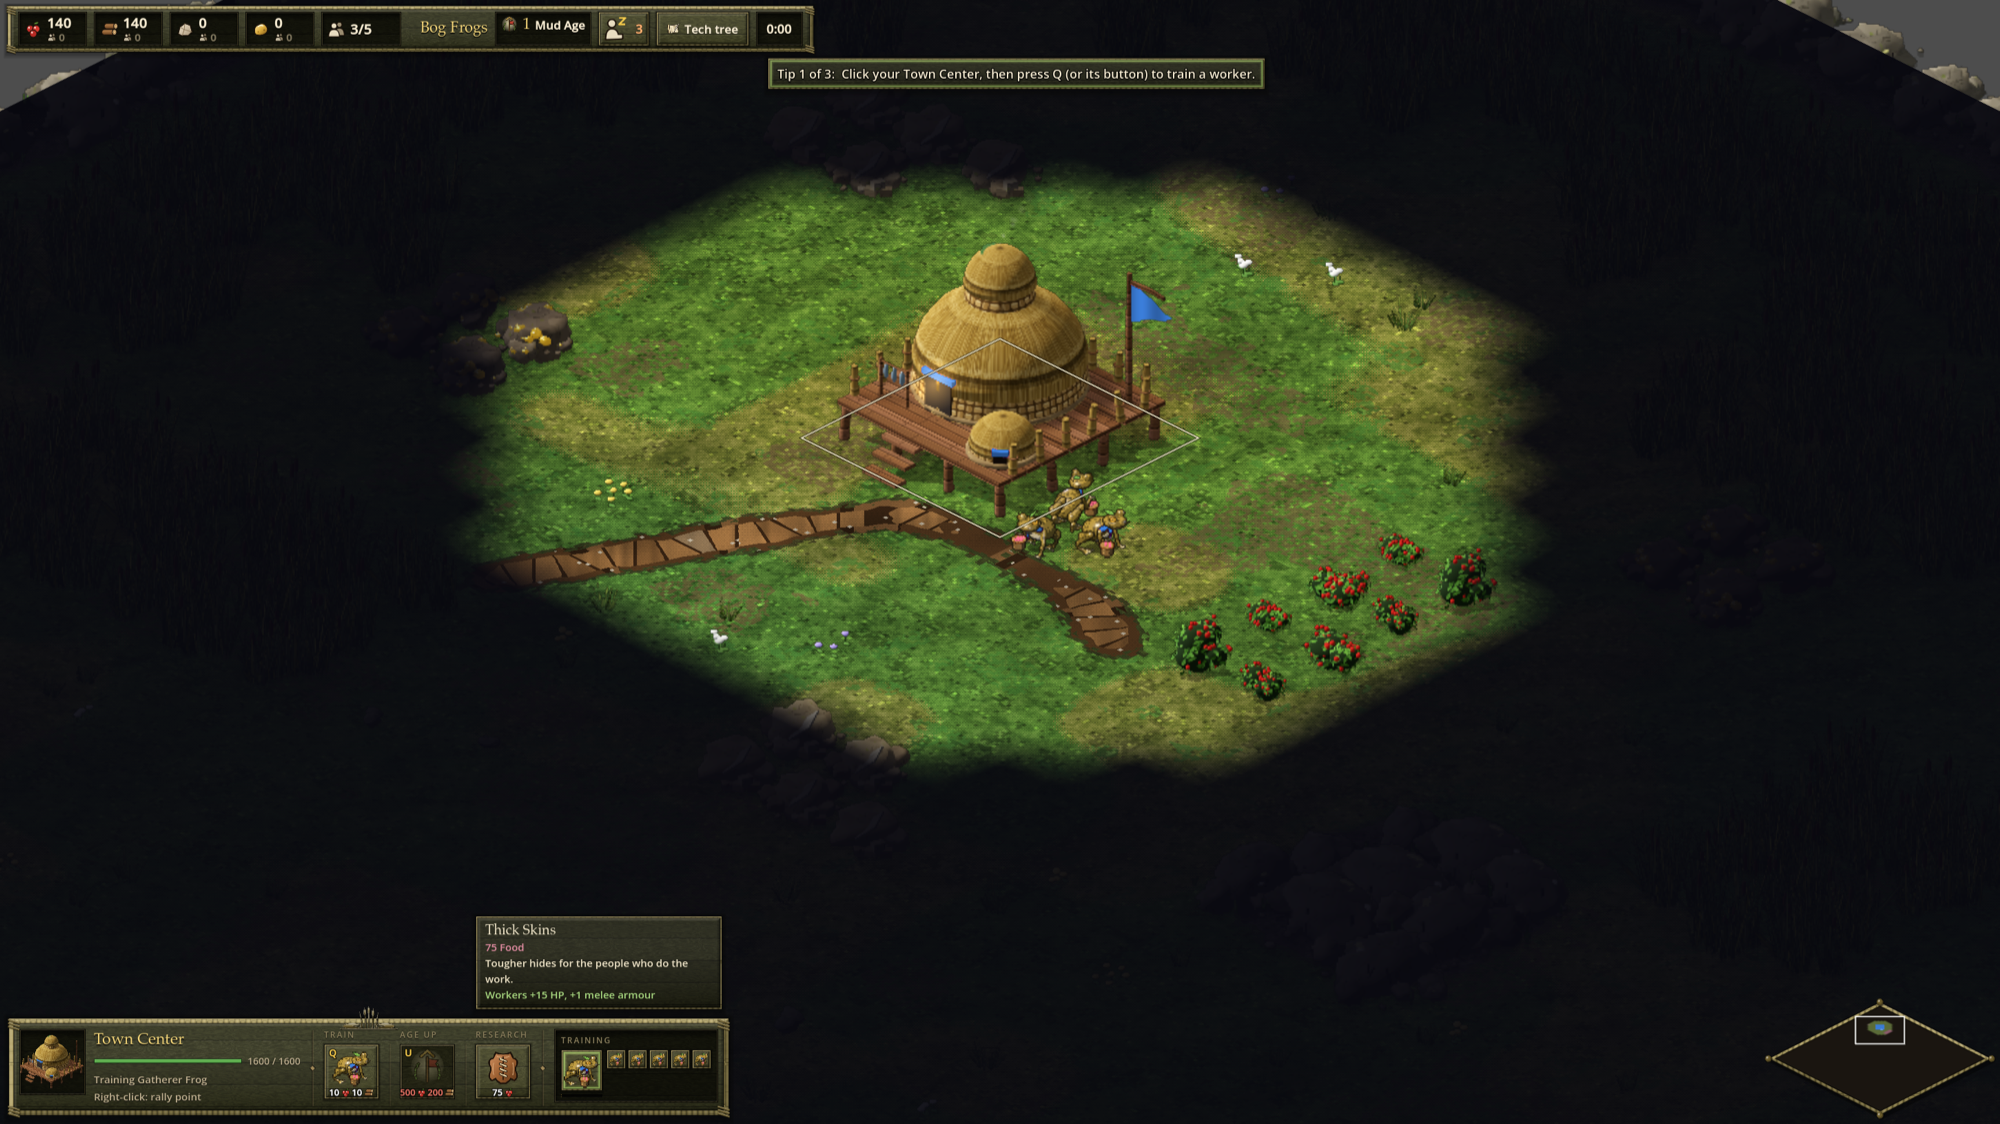 140 140 0 0 3/5 Bog Frogs 1 Mud Age Z 3 Tech tree 0:00
0 0 0 0
Tip 1 of 3: Click your Town Center, then press Q (or its button) to train a worker.
Thick Skins
75 Food
Tougher hides for the people who do the
work.
Workers +15 HP, +1 melee armour
Town Center
1600 / 1600
Training Gatherer Frog
Right-click: rally point
TRAIN
Q
10 10
AGE UP
U
500 200
RESEARCH
75
TRAINING